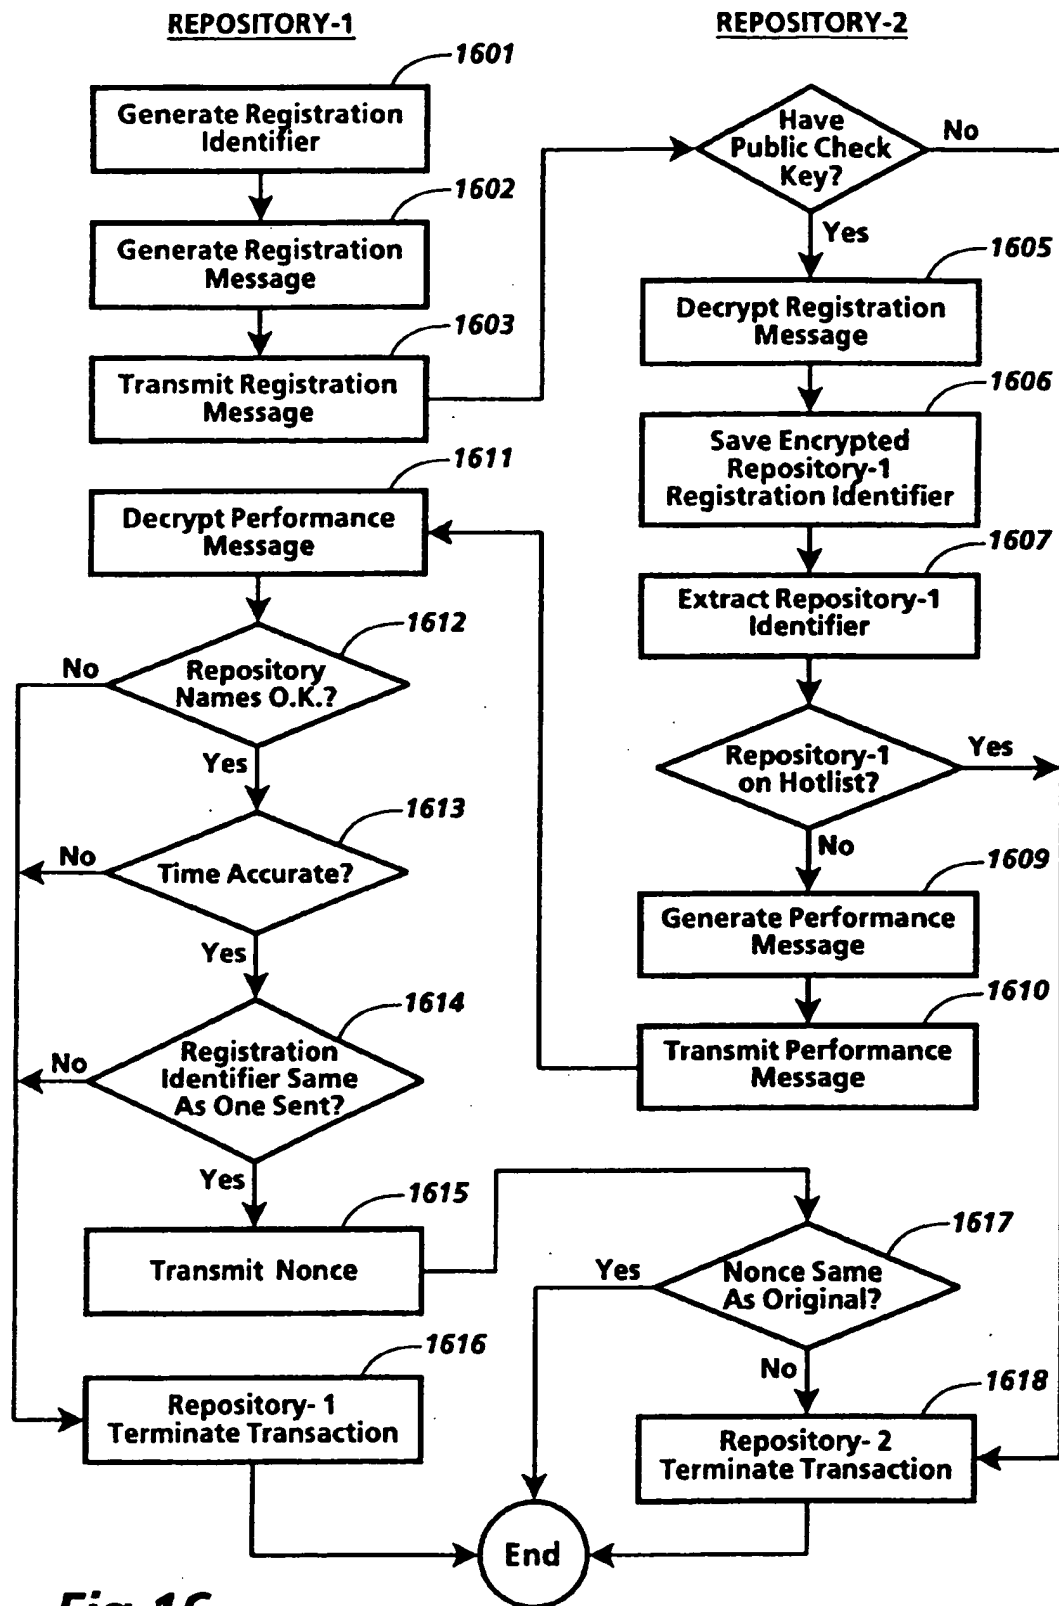 REPOSITORY-1
1601
Generate Registration
Identifier
1602
Generate Registration
Message
1603
Transmit Registration
Message
1611
Decrypt Performance
Message
1612
Repository
Names O.K.?
No
Yes
1613
Time Accurate?
No
Yes
1614
Registration
Identifier Same
As One Sent?
No
Yes
1615
Transmit Nonce
1616
Repository- 1
Terminate Transaction
REPOSITORY-2
Have
Public Check
Key?
No
Yes
1605
Decrypt Registration
Message
1606
Save Encrypted
Repository-1
Registration Identifier
1607
Extract Repository-1
Identifier
Repository-1
on Hotlist?
Yes
No
1609
Generate Performance
Message
1610
Transmit Performance
Message
1617
Nonce Same
As Original?
Yes
No
1618
Repository- 2
Terminate Transaction
End